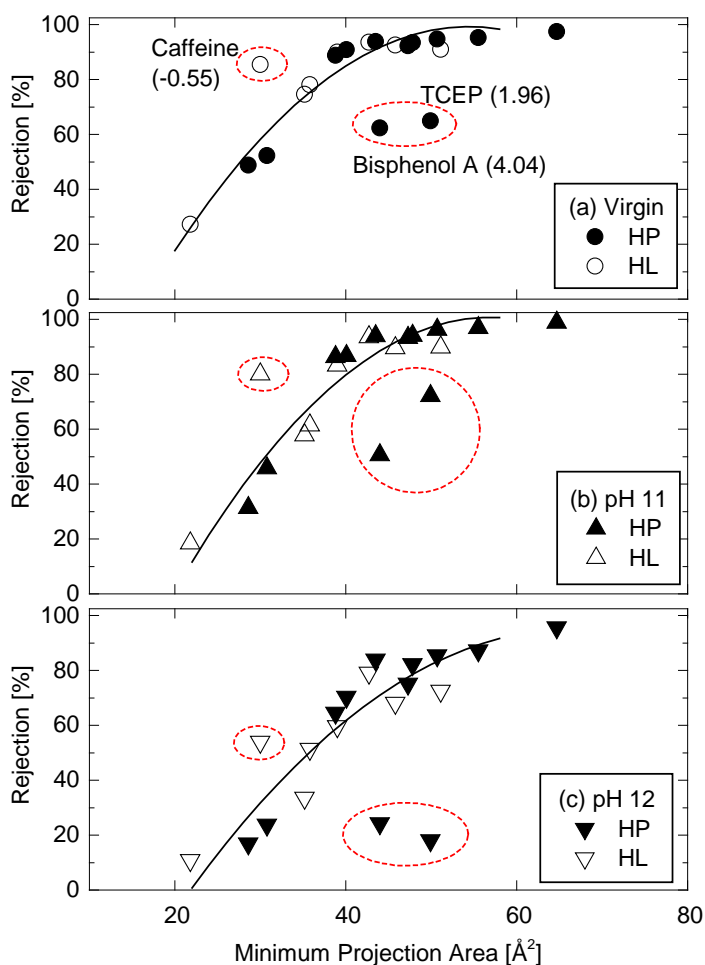 100
80
60
40
20
0
Rejection [%]
Caffeine
(-0.55)
TCEP (1.96)
Bisphenol A (4.04)
(a) Virgin
HP
HL
100
80
60
40
20
0
Rejection [%]
(b) pH 11
HP
HL
100
80
60
40
20
0
Rejection [%]
(c) pH 12
HP
HL
20 40 60 80
Minimum Projection Area [Å²]